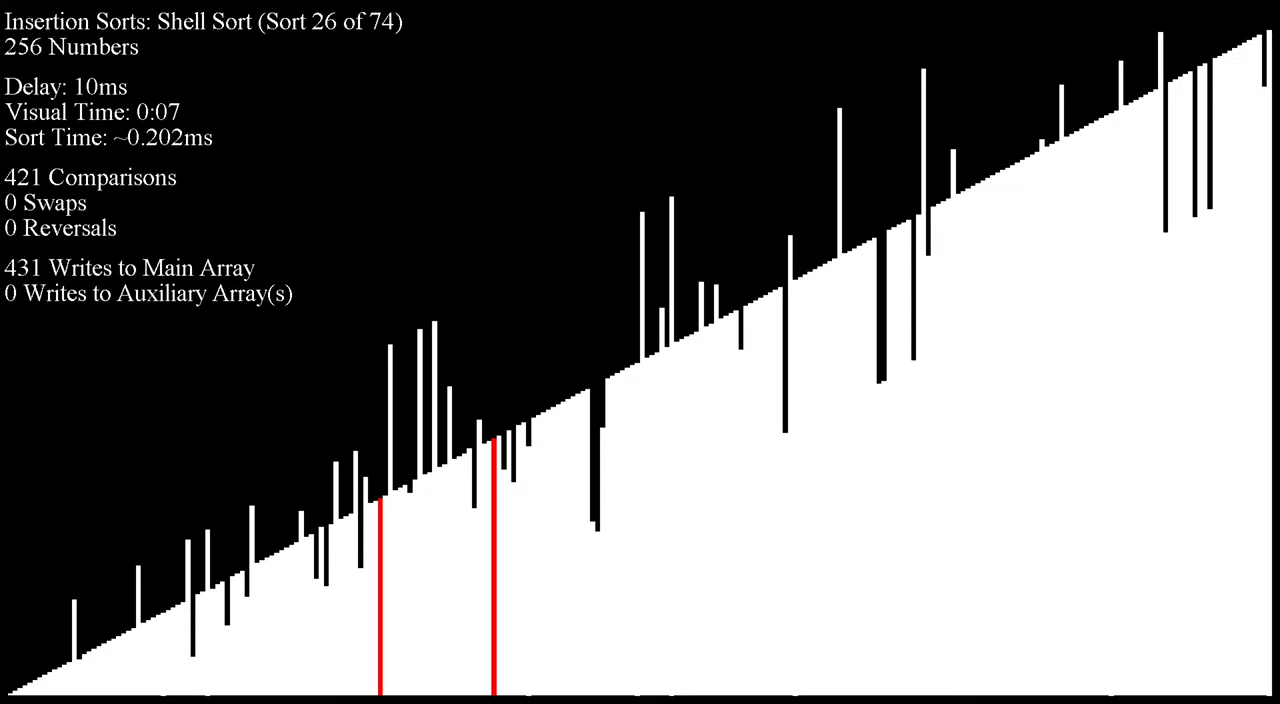 Insertion Sorts: Shell Sort (Sort 26 of 74)
256 Numbers
Delay: 10ms
Visual Time: 0:07
Sort Time: ~0.202ms
421 Comparisons
0 Swaps
0 Reversals
431 Writes to Main Array
0 Writes to Auxiliary Array(s)